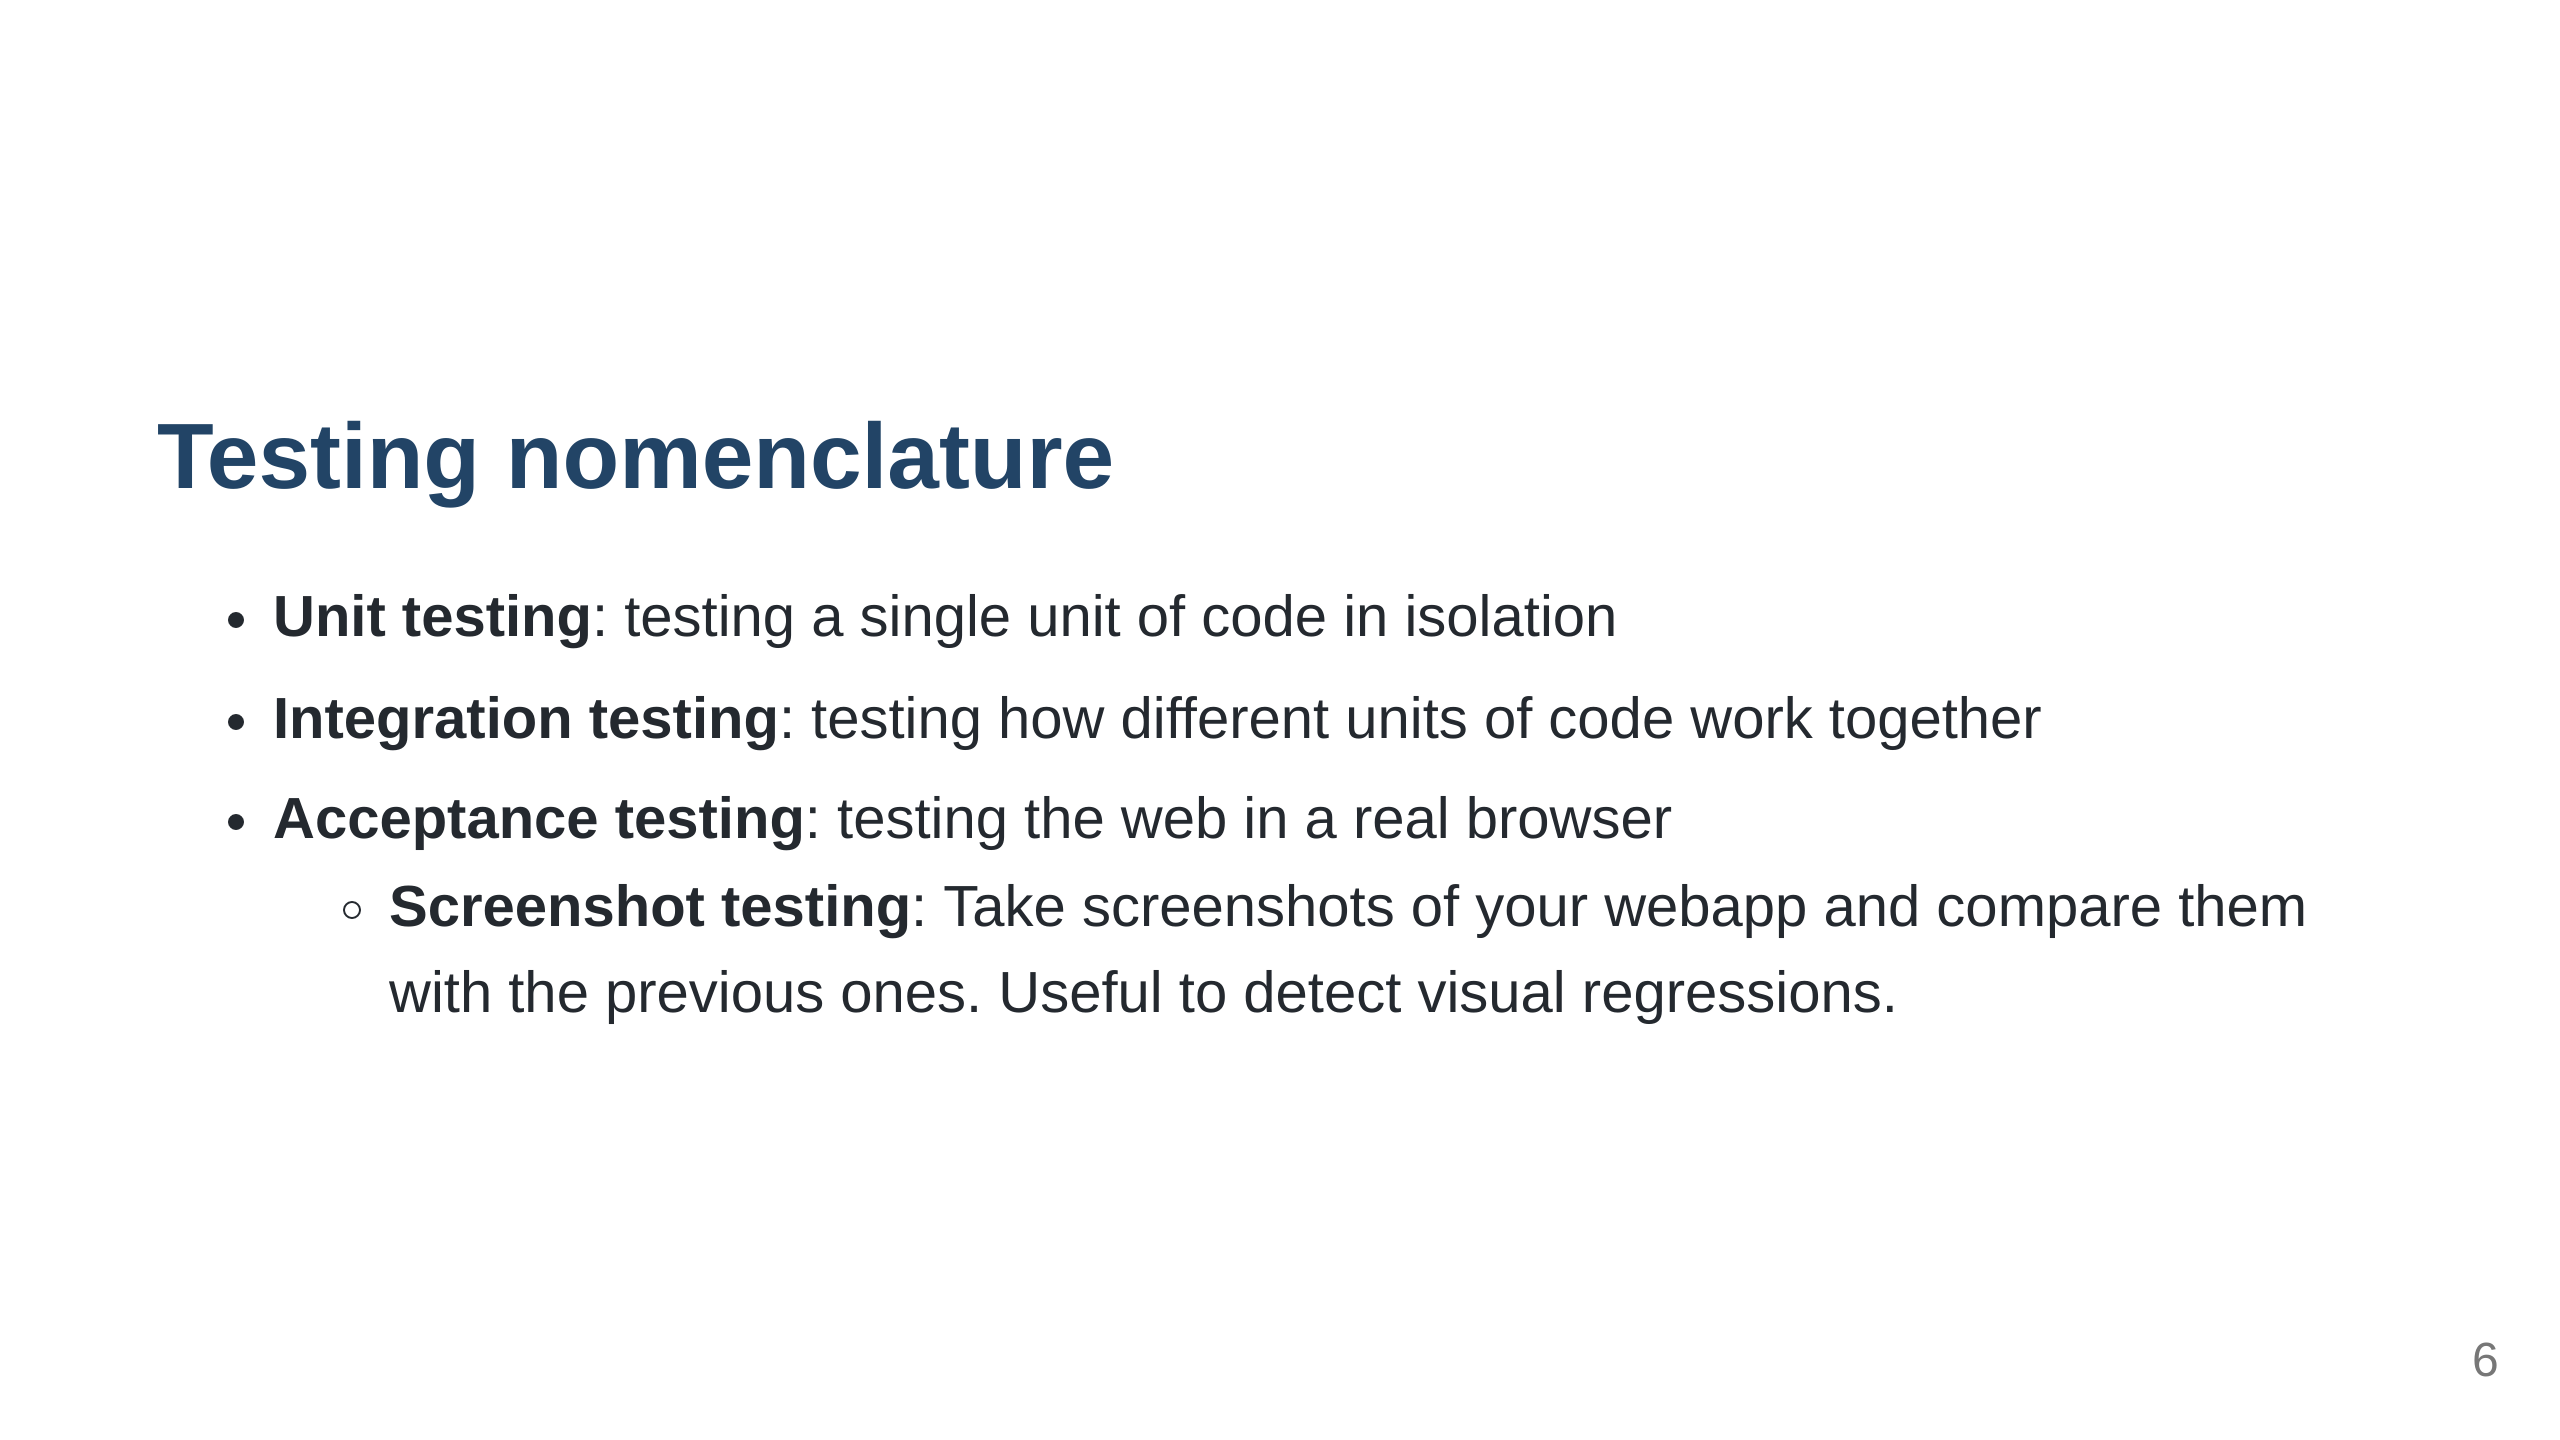 Testing nomenclature
• Unit testing: testing a single unit of code in isolation
• Integration testing: testing how different units of code work together
• Acceptance testing: testing the web in a real browser
◦ Screenshot testing: Take screenshots of your webapp and compare them
with the previous ones. Useful to detect visual regressions.
6